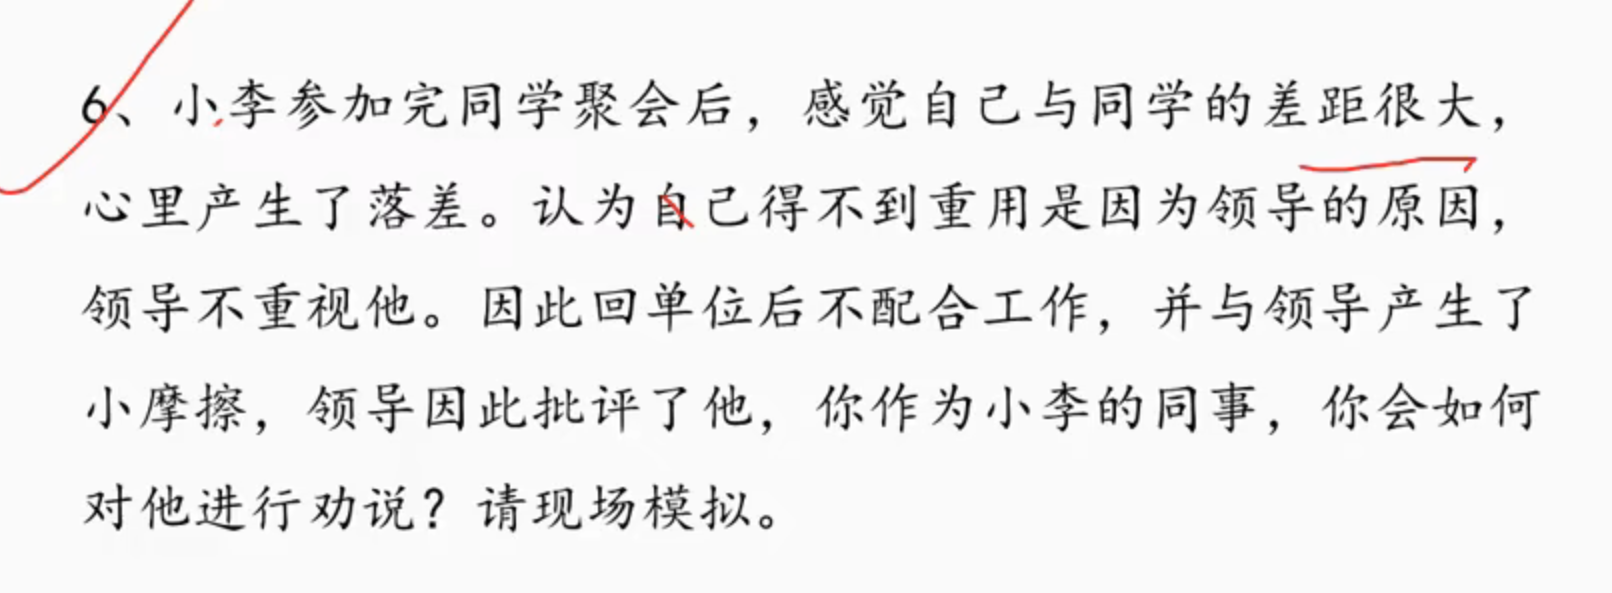 6、小李参加完同学聚会后，感觉自己与同学的差距很大，
心里产生了落差。认为自己得不到重用是因为领导的原因，
领导不重视他。因此回单位后不配合工作，并与领导产生了
小摩擦，领导因此批评了他，你作为小李的同事，你会如何
对他进行劝说？请现场模拟。